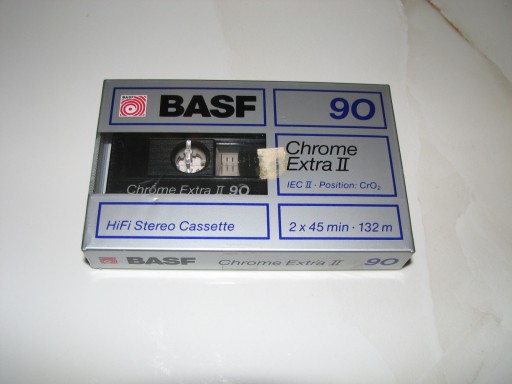 BASF
BASF
90
Chrome
Extra II
IEC II · Position: CrO₂
Chrome Extra II 90
HiFi Stereo Cassette
2 x 45 min · 132 m
BASF
Chrome Extra II
90